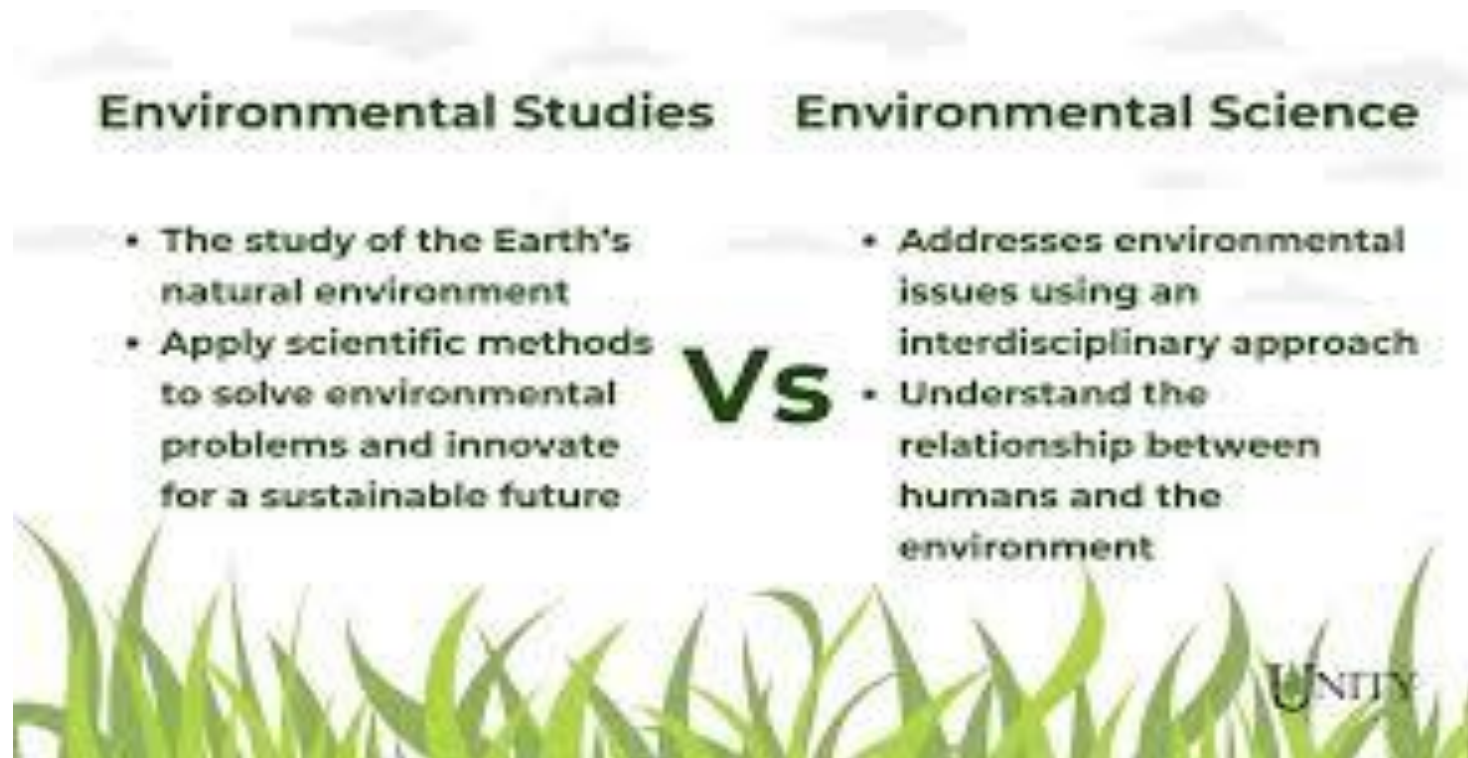 Environmental Studies
• The study of the Earth's
natural environment
• Apply scientific methods
to solve environmental
problems and innovate
for a sustainable future
Vs
Environmental Science
• Addresses environmental
issues using an
interdisciplinary approach
• Understand the
relationship between
humans and the
environment
UNITY